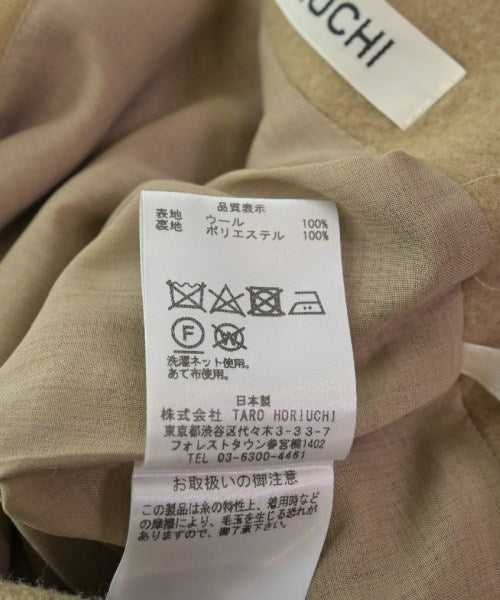 RIUCHI
品質表示
表地 ウール 100%
裏地 ポリエステル 100%
F W
洗濯ネット使用。
あて布使用。
日本製
株式会社 TARO HORIUCHI
東京都渋谷区代々木3-33-7
フォレストタウン参宮橋1402
TEL 03-6300-4461
お取扱いの御注意
この製品は糸の特性上、着用時など
の摩擦により、毛玉を生じる恐れが
ありますので、御了承下さい。